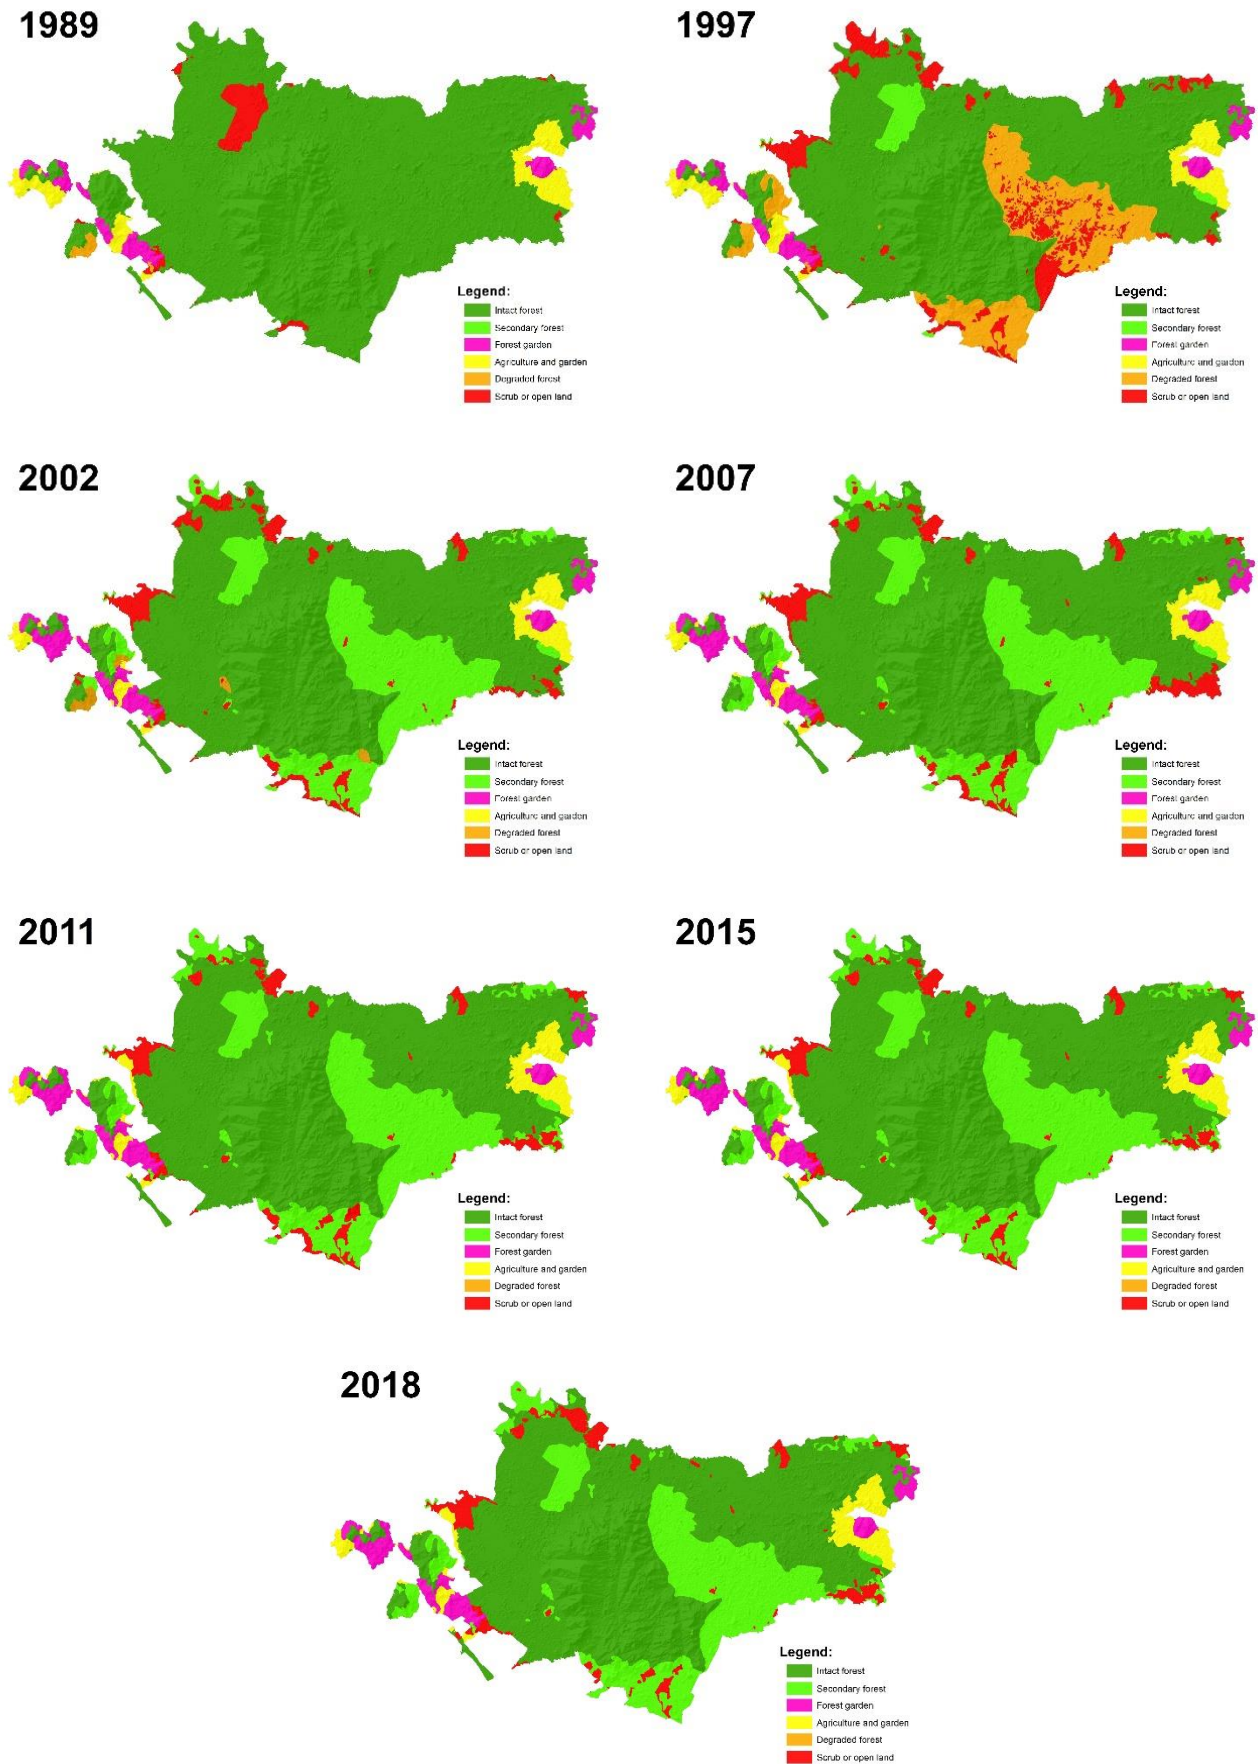 1989
Legend:
Intact forest
Secondary forest
Forest garden
Agriculture and garden
Degraded forest
Scrub or open land
1997
Legend:
Intact forest
Secondary forest
Forest garden
Agriculture and garden
Degraded forest
Scrub or open land
2002
Legend:
Intact forest
Secondary forest
Forest garden
Agriculture and garden
Degraded forest
Scrub or open land
2007
Legend:
Intact forest
Secondary forest
Forest garden
Agriculture and garden
Degraded forest
Scrub or open land
2011
Legend:
Intact forest
Secondary forest
Forest garden
Agriculture and garden
Degraded forest
Scrub or open land
2015
Legend:
Intact forest
Secondary forest
Forest garden
Agriculture and garden
Degraded forest
Scrub or open land
2018
Legend:
Intact forest
Secondary forest
Forest garden
Agriculture and garden
Degraded forest
Scrub or open land